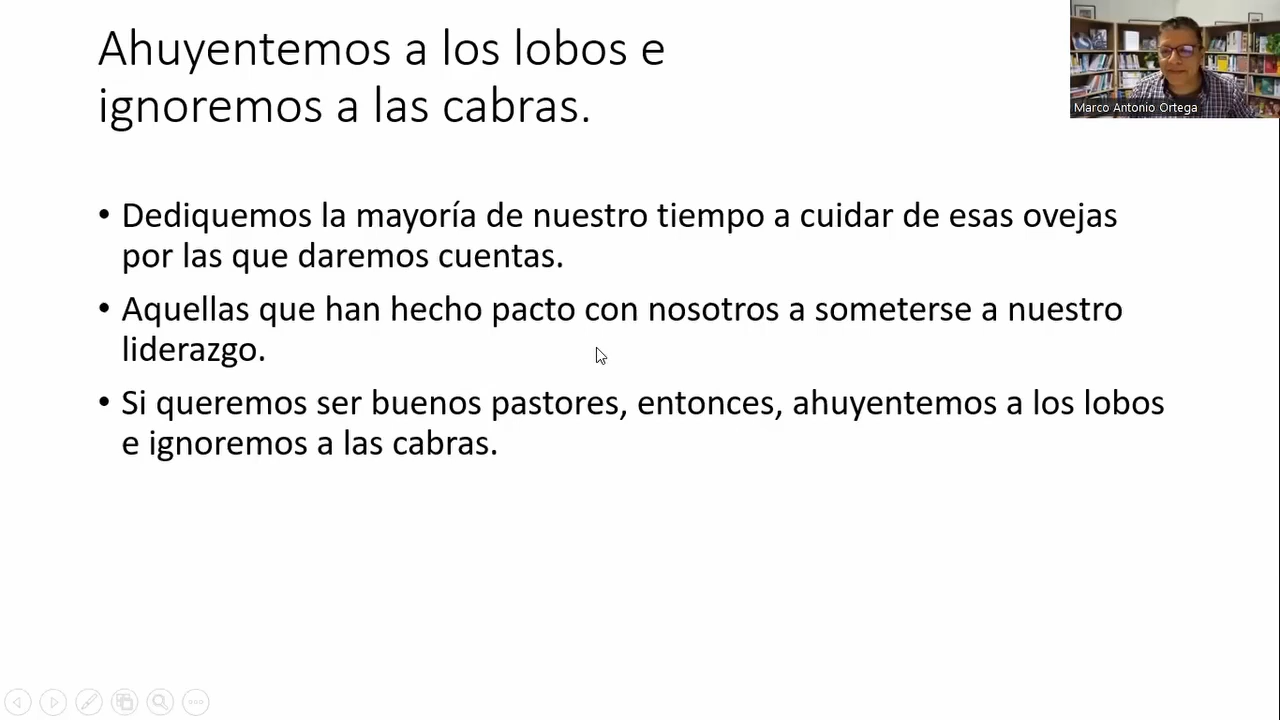 Ahuyentemos a los lobos e
ignoremos a las cabras.
Marco Antonio Ortega
• Dediquemos la mayoría de nuestro tiempo a cuidar de esas ovejas
por las que daremos cuentas.
• Aquellas que han hecho pacto con nosotros a someterse a nuestro
liderazgo.
• Si queremos ser buenos pastores, entonces, ahuyentemos a los lobos
e ignoremos a las cabras.